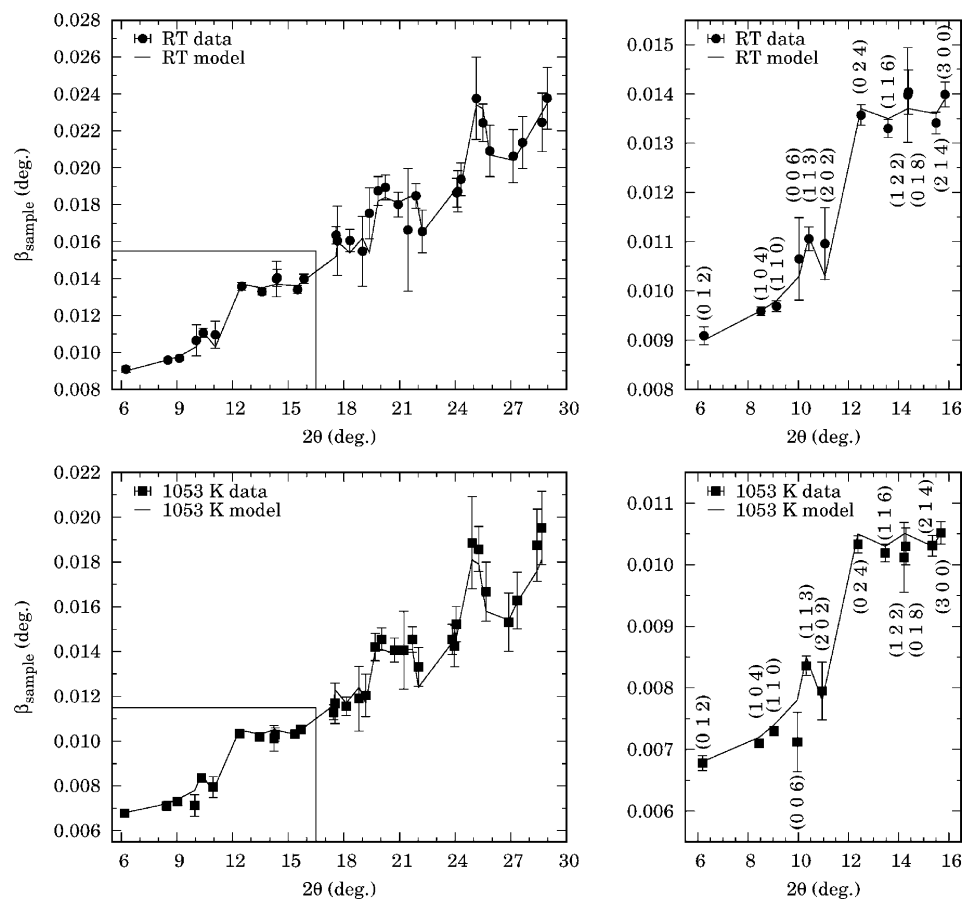 RT data
RT model
β_sample (deg.)
0.028
0.026
0.024
0.022
0.020
0.018
0.016
0.014
0.012
0.010
0.008
6 9 12 15 18 21 24 27 30
2θ (deg.)
RT data
RT model
0.015
0.014
0.013
0.012
0.011
0.010
0.009
0.008
(0 1 2)
(1 0 4)
(1 1 0)
(0 0 6)
(1 1 3)
(2 0 2)
(0 2 4)
(1 1 6)
(1 2 2)
(0 1 8)
(2 1 4)
(3 0 0)
6 8 10 12 14 16
2θ (deg.)
1053 K data
1053 K model
β_sample (deg.)
0.022
0.020
0.018
0.016
0.014
0.012
0.010
0.008
0.006
6 9 12 15 18 21 24 27 30
2θ (deg.)
1053 K data
1053 K model
0.011
0.010
0.009
0.008
0.007
0.006
(0 1 2)
(1 0 4)
(1 1 0)
(0 0 6)
(1 1 3)
(2 0 2)
(0 2 4)
(1 1 6)
(1 2 2)
(0 1 8)
(2 1 4)
(3 0 0)
6 8 10 12 14 16
2θ (deg.)